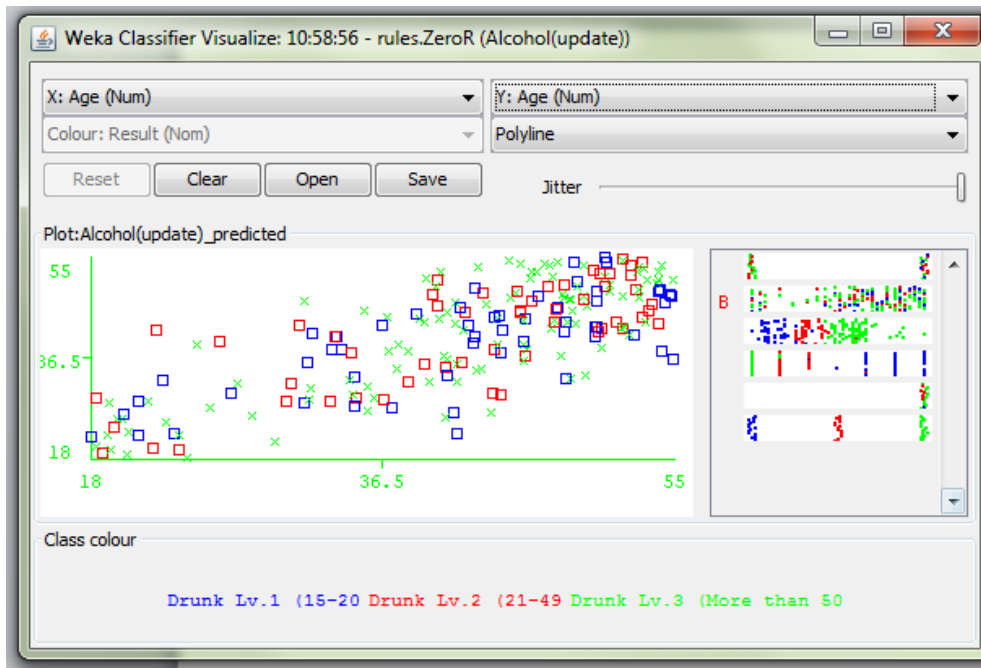 Weka Classifier Visualize: 10:58:56 - rules.ZeroR (Alcohol(update))
X: Age (Num) Y: Age (Num)
Colour: Result (Nom) Polyline
Reset Clear Open Save Jitter
Plot:Alcohol(update)_predicted
55
B
36.5
18
18 36.5 55
Class colour
Drunk Lv.1 (15-20 Drunk Lv.2 (21-49 Drunk Lv.3 (More than 50